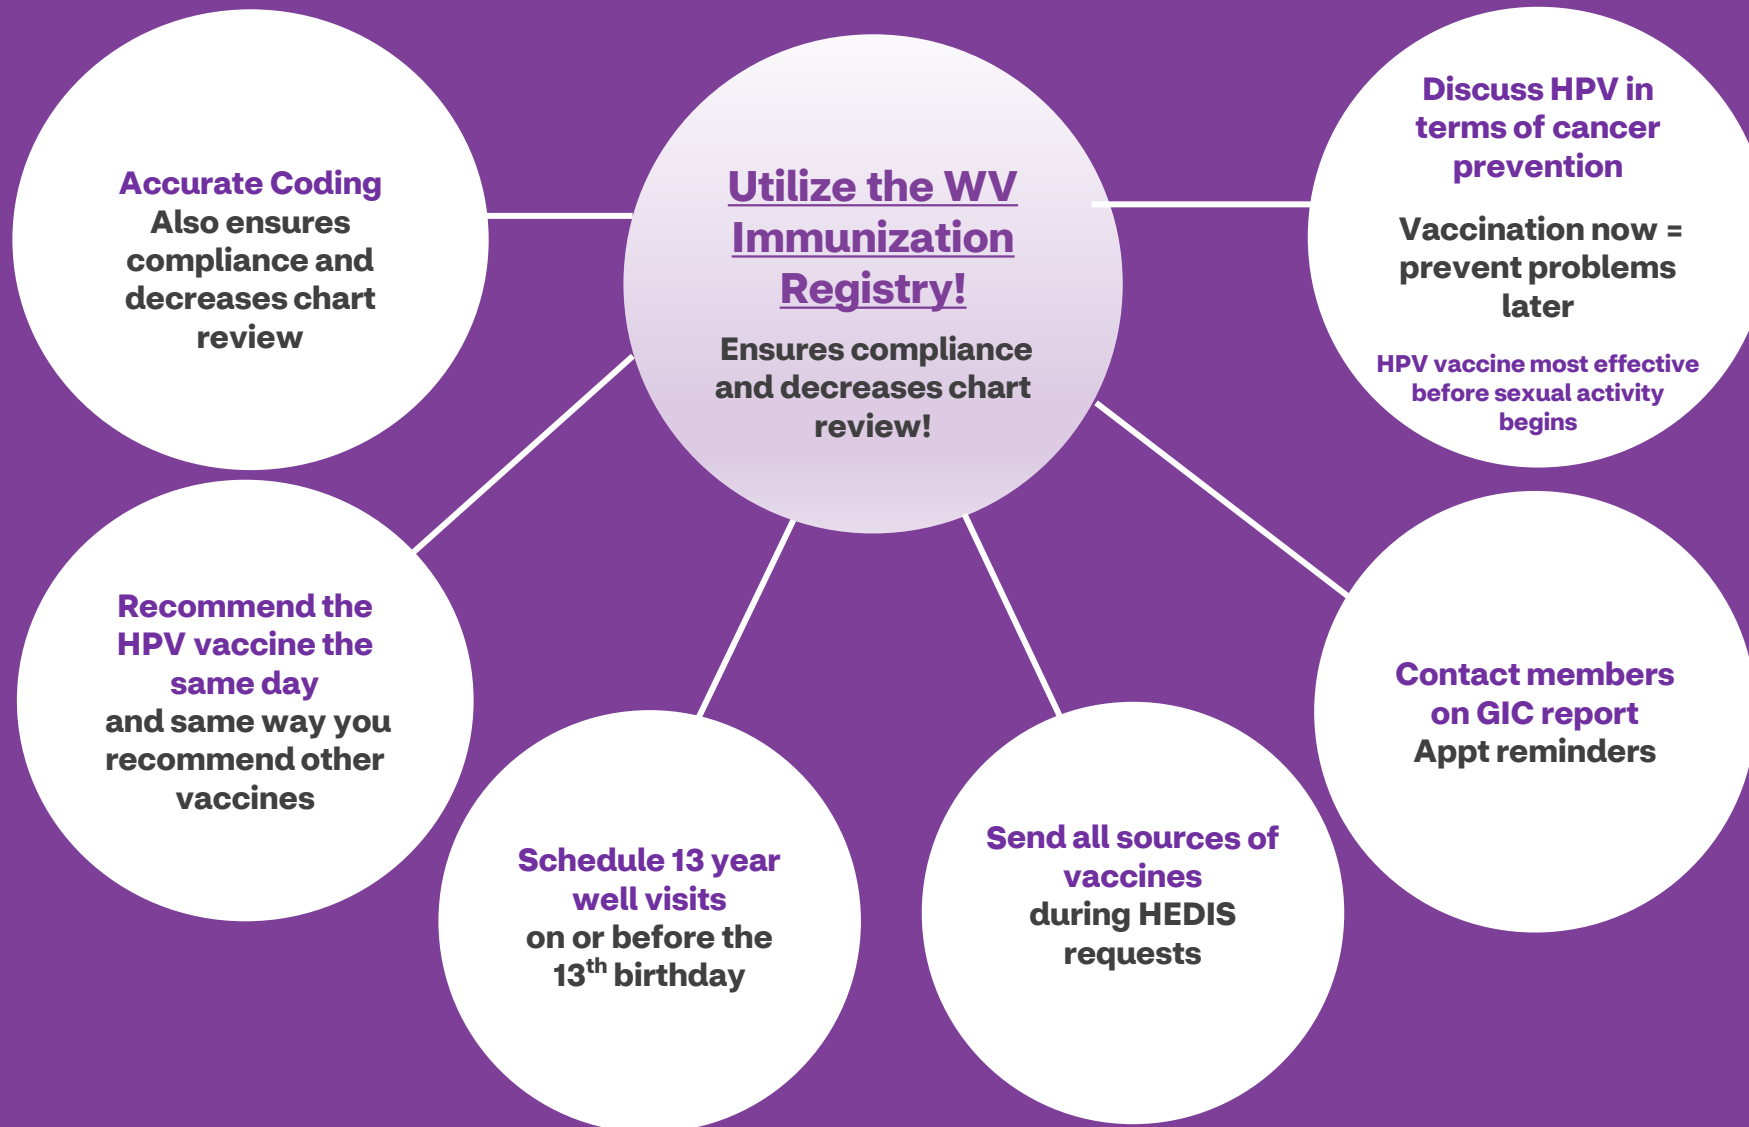 Accurate Coding
Also ensures
compliance and
decreases chart
review
Utilize the WV
Immunization
Registry!
Ensures compliance
and decreases chart
review!
Discuss HPV in
terms of cancer
prevention
Vaccination now =
prevent problems
later
HPV vaccine most effective
before sexual activity
begins
Recommend the
HPV vaccine the
same day
and same way you
recommend other
vaccines
Schedule 13 year
well visits
on or before the
13th birthday
Send all sources of
vaccines
during HEDIS
requests
Contact members
on GIC report
Appt reminders